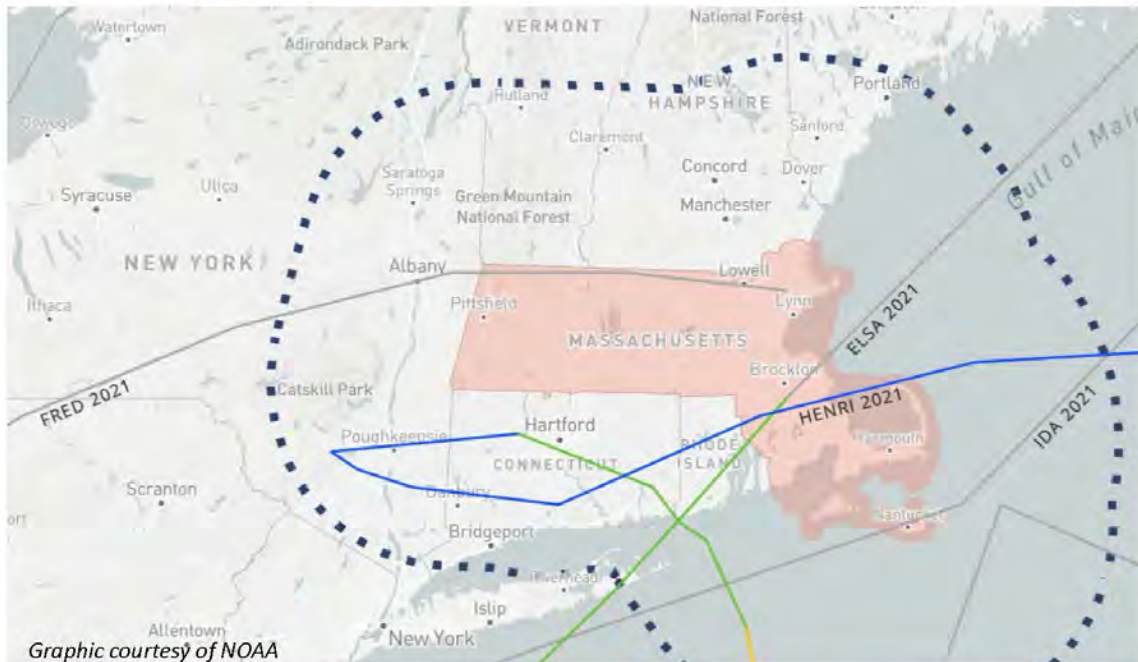 Watertown
Adirondack Park
VERMONT
National Forest
Portland
NEW
HAMPSHIRE
Rutland
Oswego
Claremont
Sanford
Saratoga
Springs
Concord
Dover
Syracuse
Utica
Green Mountain
National Forest
Manchester
Gulf of Main
NEW YORK
Albany
Lowell
Ithaca
Pittsfield
Lynn
MASSACHUSETTS
ELSA 2021
Brockton
FRED 2021
Catskill Park
HENRI 2021
IDA 2021
Hartford
Poughkeepsie
RHODE
ISLAND
Yarmouth
CONNECTICUT
Scranton
Danbury
ort
Nantucket
Bridgeport
Riverhead
Islip
Allentown
New York
Graphic courtesy of NOAA